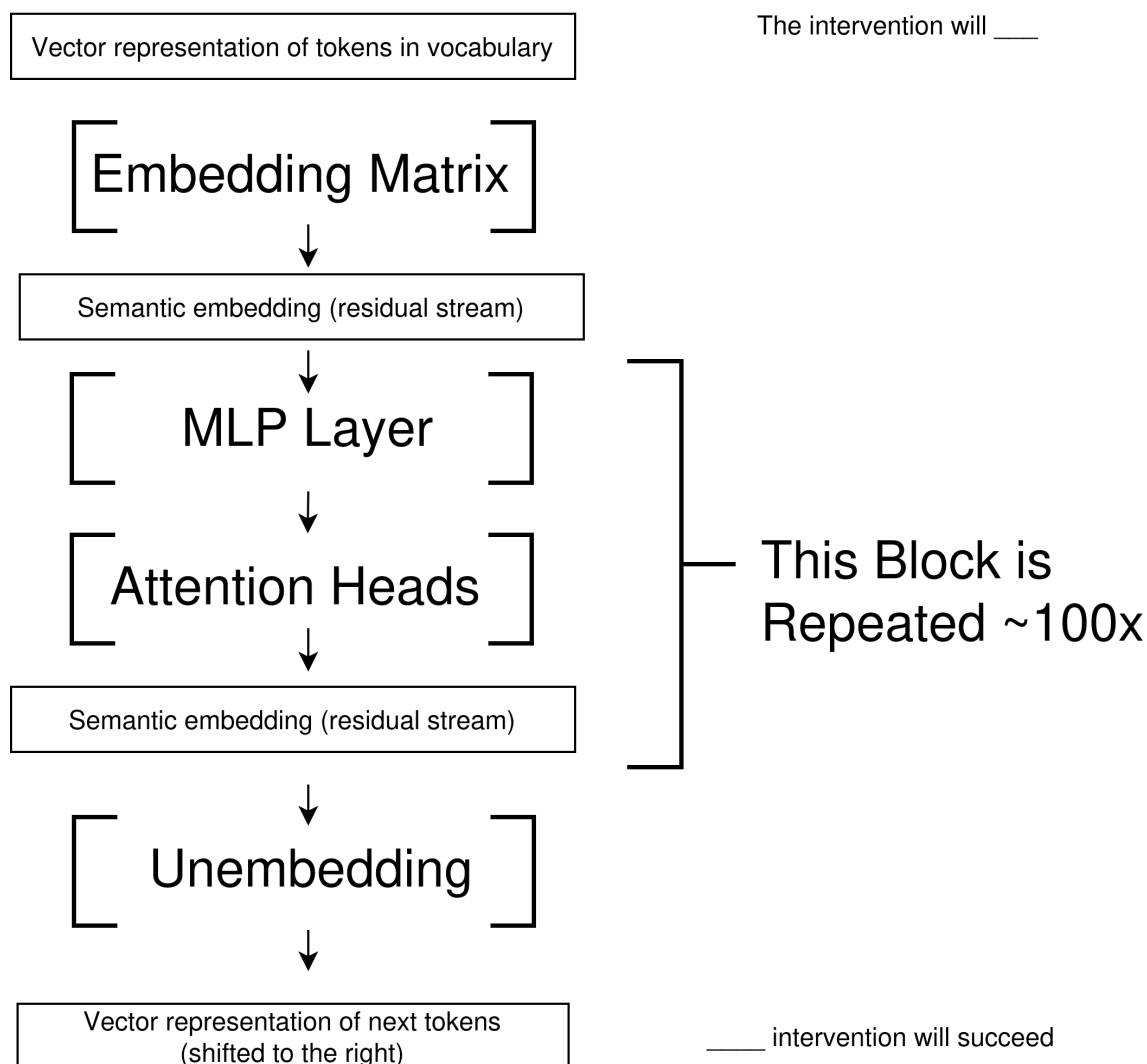 Vector representation of tokens in vocabulary
The intervention will ___
Embedding Matrix
Semantic embedding (residual stream)
MLP Layer
Attention Heads
This Block is
Repeated ~100x
Semantic embedding (residual stream)
Unembedding
Vector representation of next tokens
(shifted to the right)
____ intervention will succeed